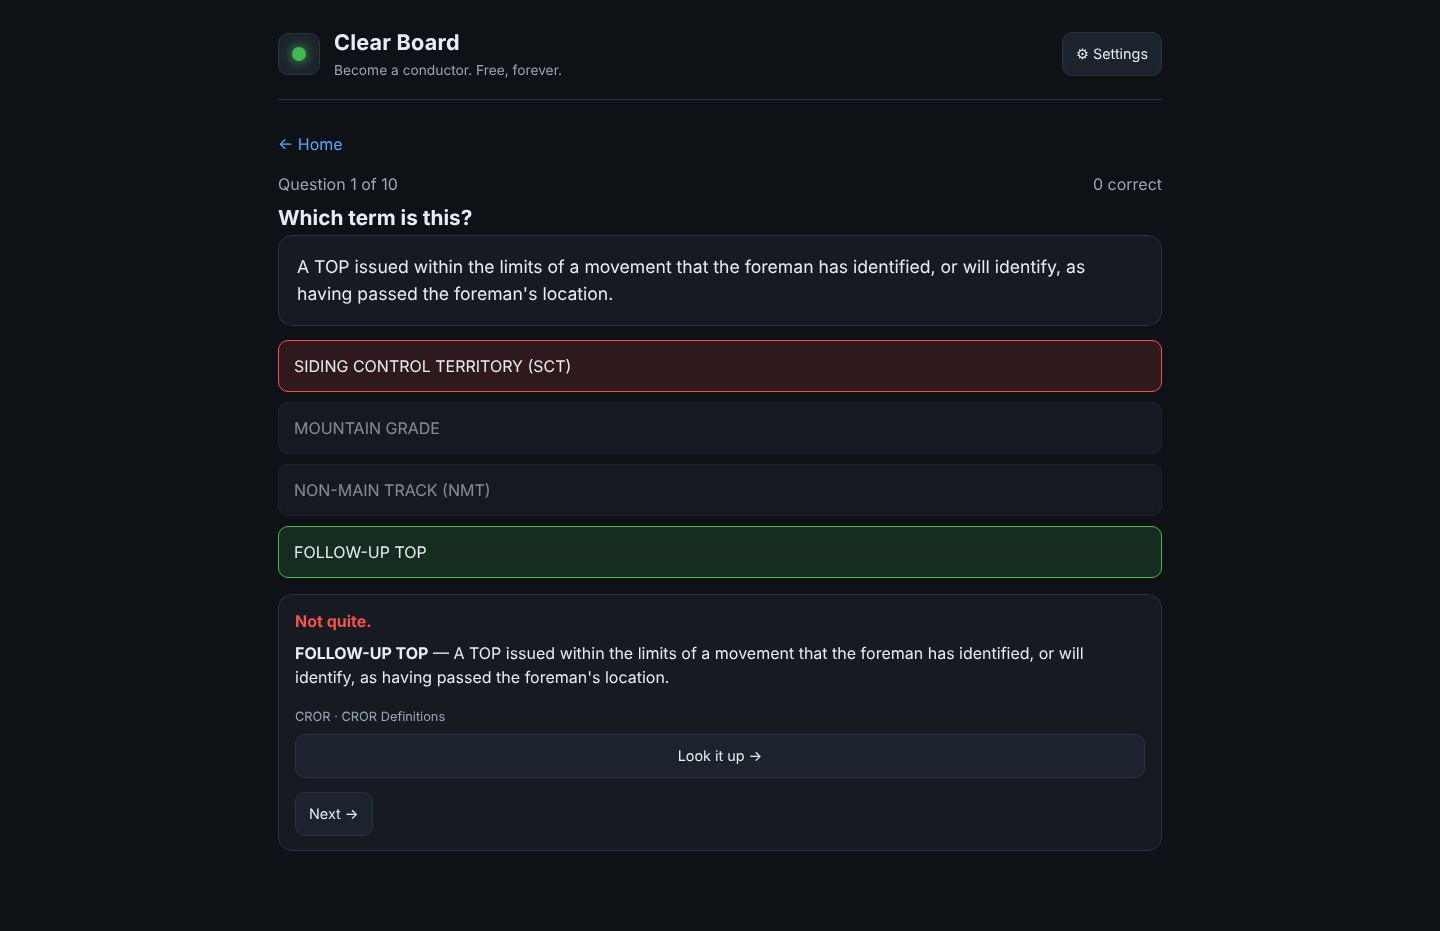 Clear Board
Become a conductor. Free, forever.
⚙ Settings
← Home
Question 1 of 10
0 correct
Which term is this?
A TOP issued within the limits of a movement that the foreman has identified, or will identify, as
having passed the foreman's location.
SIDING CONTROL TERRITORY (SCT)
MOUNTAIN GRADE
NON-MAIN TRACK (NMT)
FOLLOW-UP TOP
Not quite.
FOLLOW-UP TOP — A TOP issued within the limits of a movement that the foreman has identified, or will
identify, as having passed the foreman's location.
CROR · CROR Definitions
Look it up →
Next →